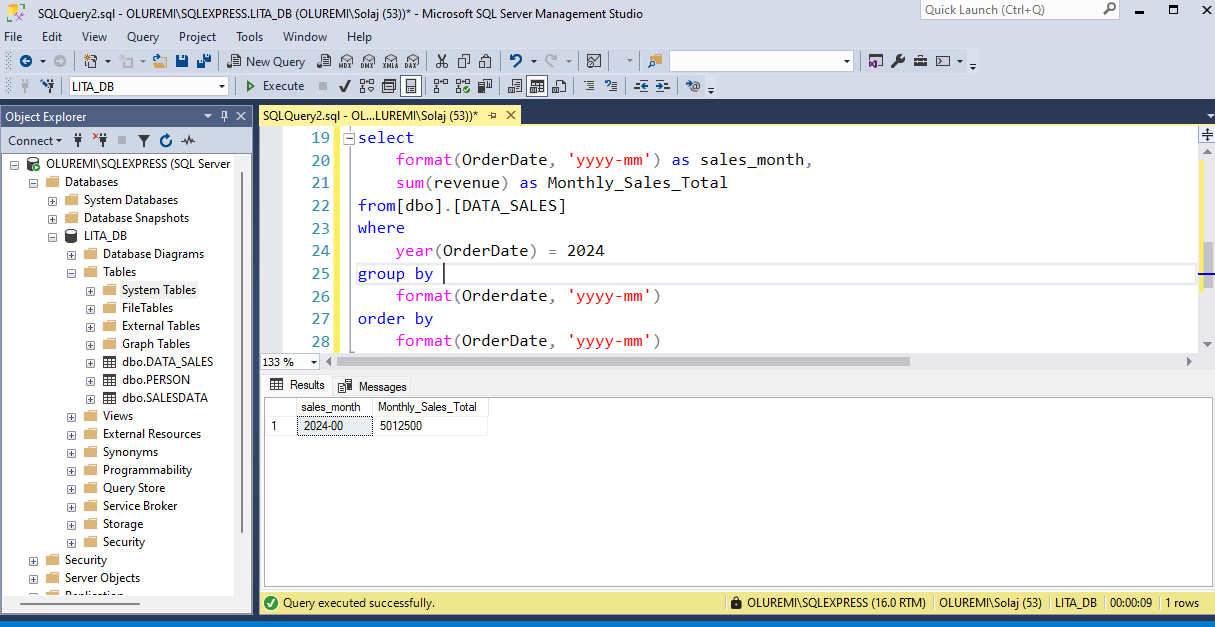 SQLQuery2.sql - OLUREMI\SQLEXPRESS.LITA_DB (OLUREMI\Solaj (53))* - Microsoft SQL Server Management Studio
Quick Launch (Ctrl+Q)
File Edit View Query Project Tools Window Help
New Query
MDX DMX XMLA DAX
LITA_DB
Execute
Object Explorer
Connect
OLUREMI\SQLEXPRESS (SQL Server
Databases
System Databases
Database Snapshots
LITA_DB
Database Diagrams
Tables
System Tables
FileTables
External Tables
Graph Tables
dbo.DATA_SALES
dbo.PERSON
dbo.SALESDATA
Views
External Resources
Synonyms
Programmability
Query Store
Service Broker
Storage
Security
Security
Server Objects
Replication
SQLQuery2.sql - OL...LUREMI\Solaj (53))*
19 select
20 format(OrderDate, 'yyyy-mm') as sales_month,
21 sum(revenue) as Monthly_Sales_Total
22 from[dbo].[DATA_SALES]
23 where
24 year(OrderDate) = 2024
25 group by
26 format(Orderdate, 'yyyy-mm')
27 order by
28 format(OrderDate, 'yyyy-mm')
133 %
Results Messages
sales_month Monthly_Sales_Total
1 2024-00 5012500
Query executed successfully.
OLUREMI\SQLEXPRESS (16.0 RTM) OLUREMI\Solaj (53) LITA_DB 00:00:09 1 rows